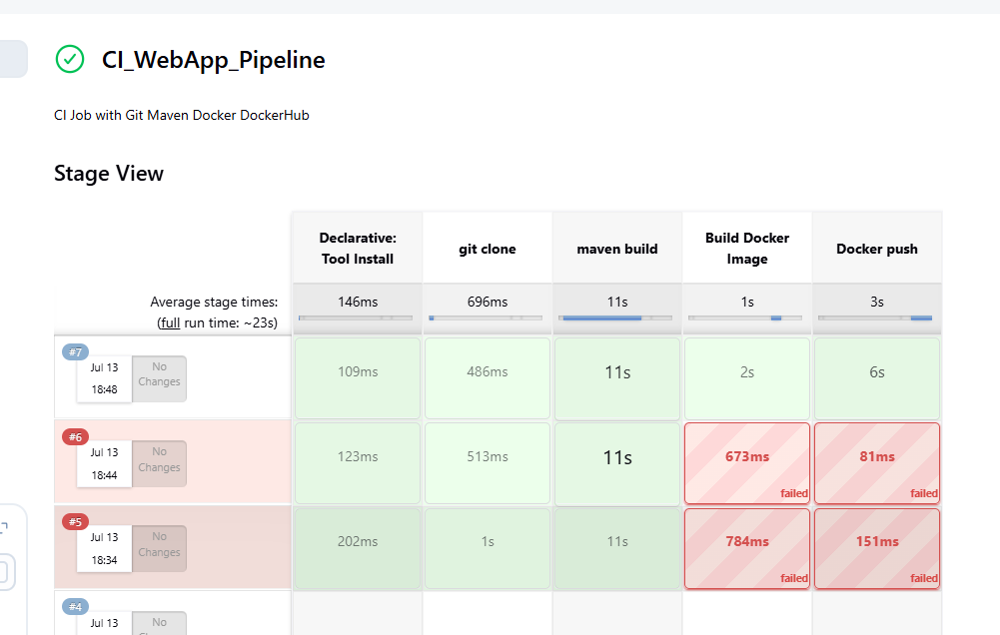 CI_WebApp_Pipeline
CI Job with Git Maven Docker DockerHub
Stage View
Declarative:
Tool Install
git clone
maven build
Build Docker
Image
Docker push
Average stage times:
(full run time: ~23s)
146ms
696ms
11s
1s
3s
#7
Jul 13
18:48
No
Changes
109ms
486ms
11s
2s
6s
#6
Jul 13
18:44
No
Changes
123ms
513ms
11s
673ms
failed
81ms
failed
#5
Jul 13
18:34
No
Changes
202ms
1s
11s
784ms
failed
151ms
failed
#4
Jul 13
No